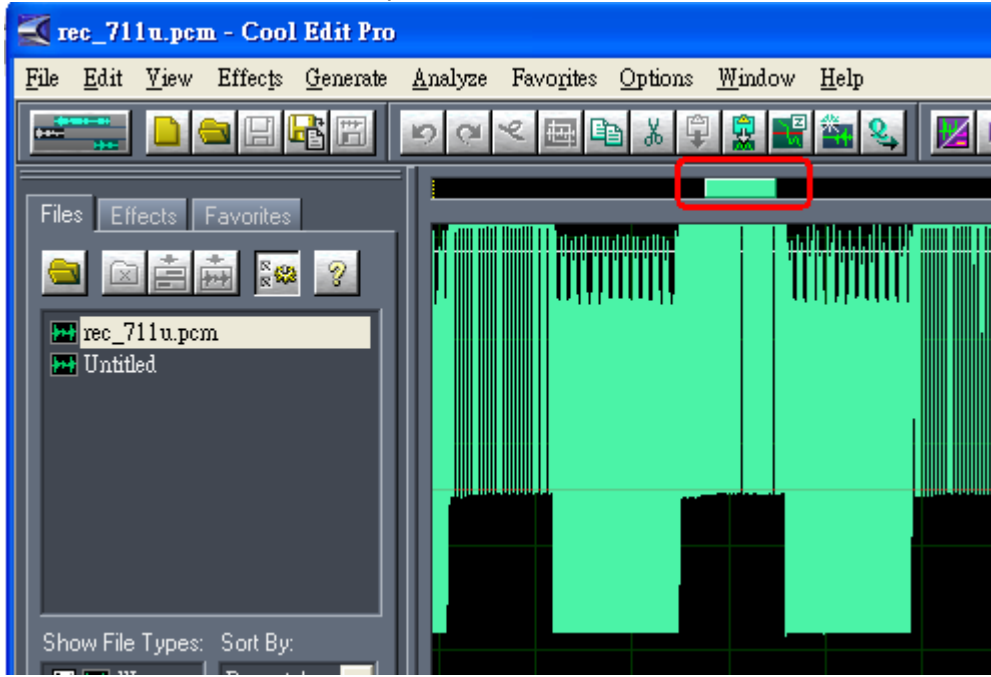 rec_711u.pcm - Cool Edit Pro
File Edit View Effects Generate Analyze Favorites Options Window Help
Files Effects Favorites
rec_711u.pcm
Untitled
Show File Types: Sort By: